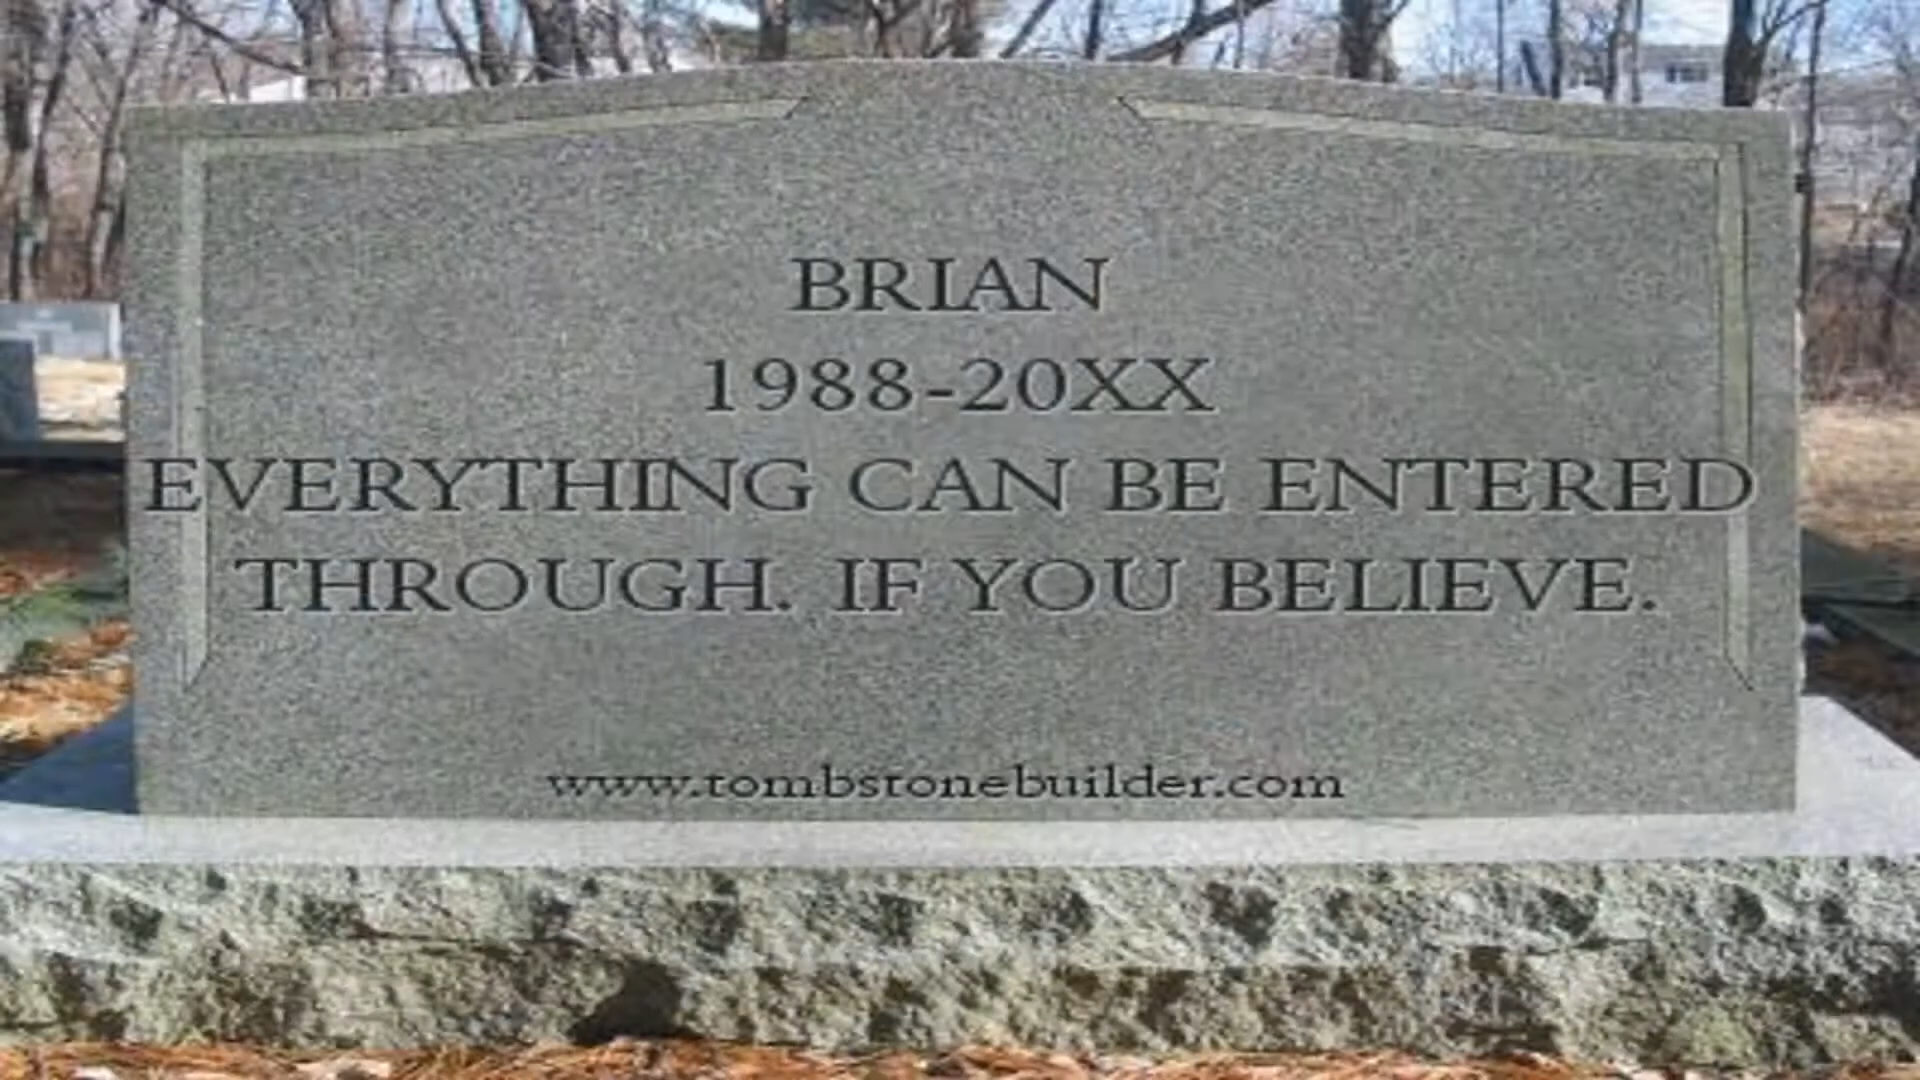 BRIAN
1988-20XX
EVERYTHING CAN BE ENTERED
THROUGH. IF YOU BELIEVE.
www.tombstonebuilder.com